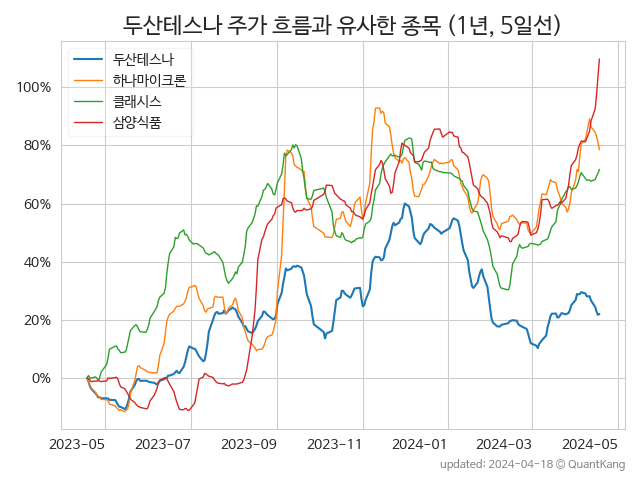 두산테스나 주가 흐름과 유사한 종목 (1년, 5일선)
두산테스나
하나마이크론
클래시스
삼양식품
100%
80%
60%
40%
20%
0%
2023-05 2023-07 2023-09 2023-11 2024-01 2024-03 2024-05
updated: 2024-04-18 © QuantKang